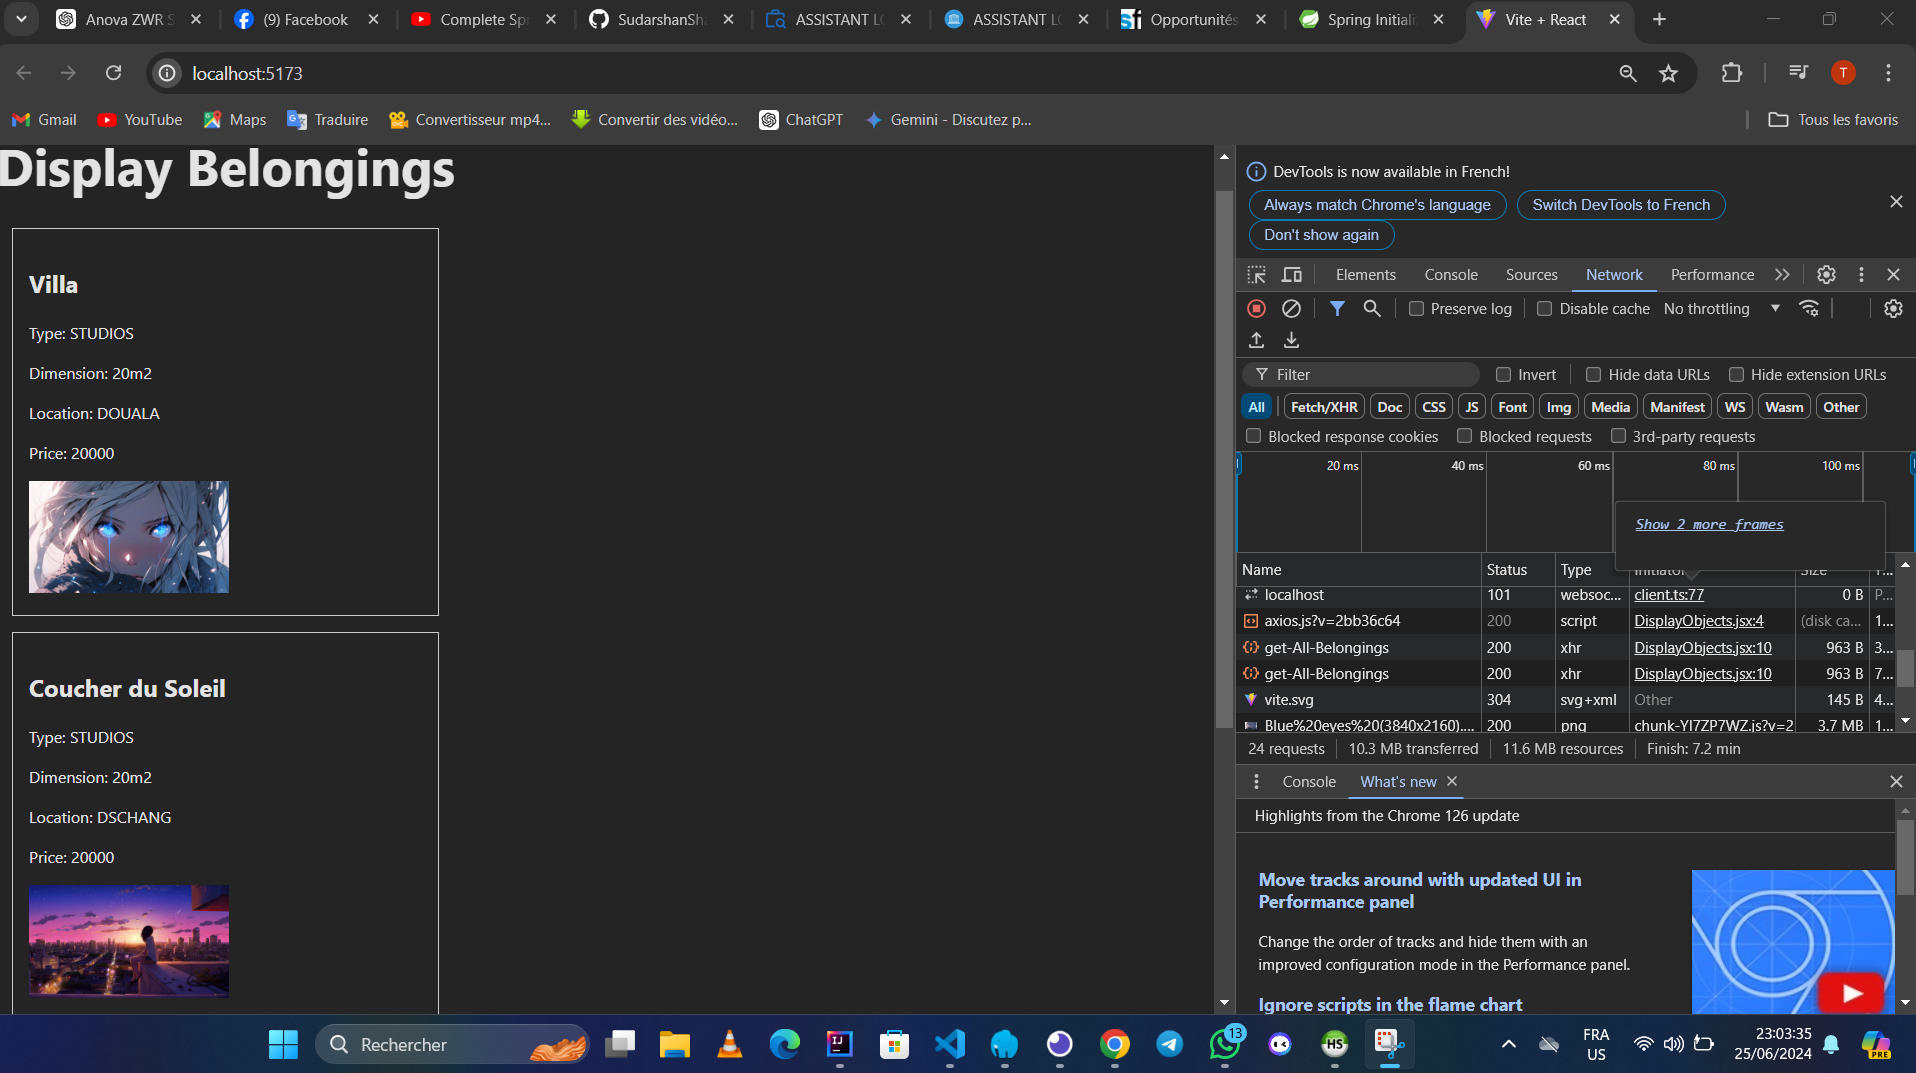 Anova ZWR S
(9) Facebook
Complete Spr
SudarshanSha
ASSISTANT LO
ASSISTANT LO
Opportunités
Spring Initiali
Vite + React
localhost:5173
T
Gmail
YouTube
Maps
Traduire
Convertisseur mp4...
Convertir des vidéo...
ChatGPT
Gemini - Discutez p...
Tous les favoris
Display Belongings
Villa
Type: STUDIOS
Dimension: 20m2
Location: DOUALA
Price: 20000
Coucher du Soleil
Type: STUDIOS
Dimension: 20m2
Location: DSCHANG
Price: 20000
DevTools is now available in French!
Always match Chrome's language
Switch DevTools to French
Don't show again
Elements Console Sources Network Performance
Preserve log Disable cache No throttling
Filter Invert Hide data URLs Hide extension URLs
All Fetch/XHR Doc CSS JS Font Img Media Manifest WS Wasm Other
Blocked response cookies Blocked requests 3rd-party requests
20 ms 40 ms 60 ms 80 ms 100 ms
Show 2 more frames
Name Status Type Initiator Size T...
localhost 101 websoc... client.ts:77 0 B P...
axios.js?v=2bb36c64 200 script DisplayObjects.jsx:4 (disk ca... 1...
get-All-Belongings 200 xhr DisplayObjects.jsx:10 963 B 3...
get-All-Belongings 200 xhr DisplayObjects.jsx:10 963 B 7...
vite.svg 304 svg+xml Other 145 B 4...
Blue%20eyes%20(3840x2160).... 200 png chunk-YI7ZP7WZ.js?v=2 3.7 MB 1...
24 requests 10.3 MB transferred 11.6 MB resources Finish: 7.2 min
Console What's new
Highlights from the Chrome 126 update
Move tracks around with updated UI in
Performance panel
Change the order of tracks and hide them with an
improved configuration mode in the Performance panel.
Ignore scripts in the flame chart
Rechercher
IJ
13
HS
FRA
US
23:03:35
25/06/2024
PRE